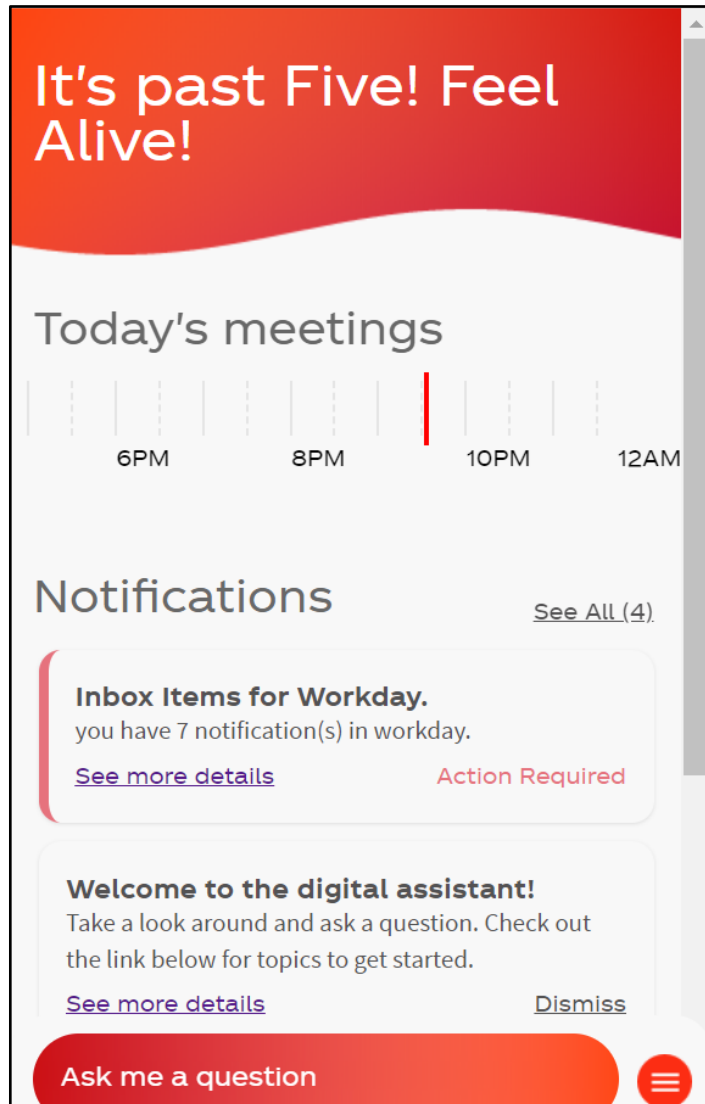 It's past Five! Feel
Alive!
Today's meetings
6PM 8PM 10PM 12AM
Notifications
See All (4)
Inbox Items for Workday.
you have 7 notification(s) in workday.
See more details Action Required
Welcome to the digital assistant!
Take a look around and ask a question. Check out
the link below for topics to get started.
See more details Dismiss
Ask me a question